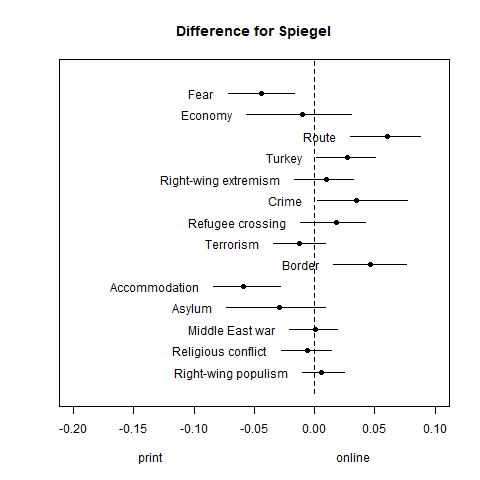 Difference for Spiegel
Fear
Economy
Route
Turkey
Right-wing extremism
Crime
Refugee crossing
Terrorism
Border
Accommodation
Asylum
Middle East war
Religious conflict
Right-wing populism
-0.20 -0.15 -0.10 -0.05 0.00 0.05 0.10
print online